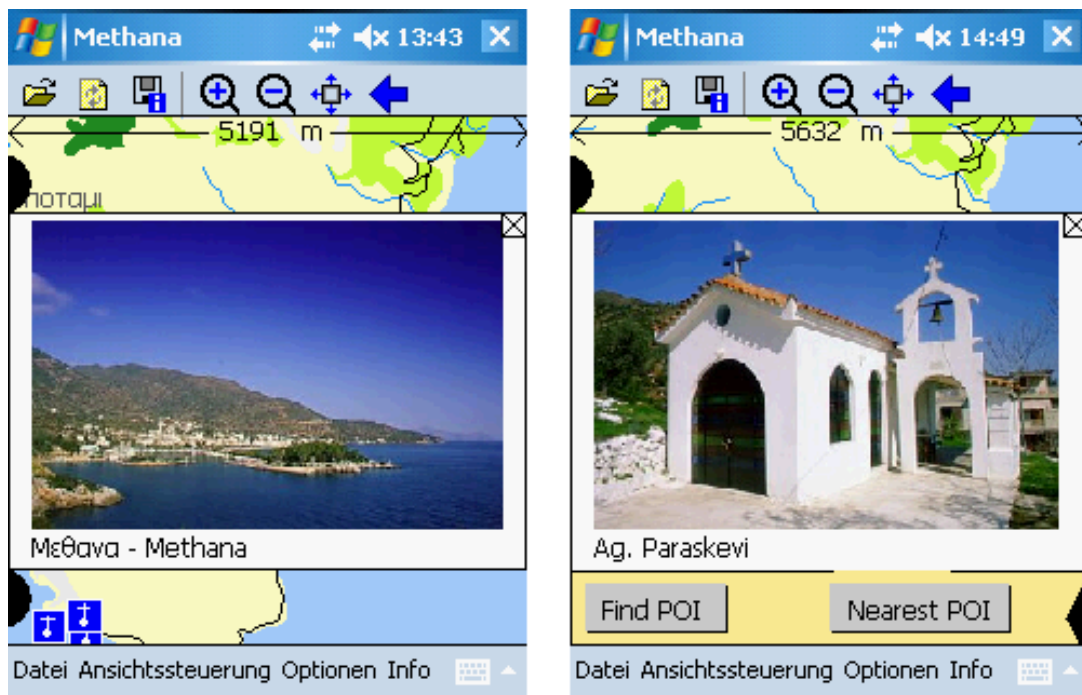 Methana 13:43
5191 m
ποταμι
Μεθανα - Methana
Datei Ansichtssteuerung Optionen Info
Methana 14:49
5632 m
Ag. Paraskevi
Find POI Nearest POI
Datei Ansichtssteuerung Optionen Info